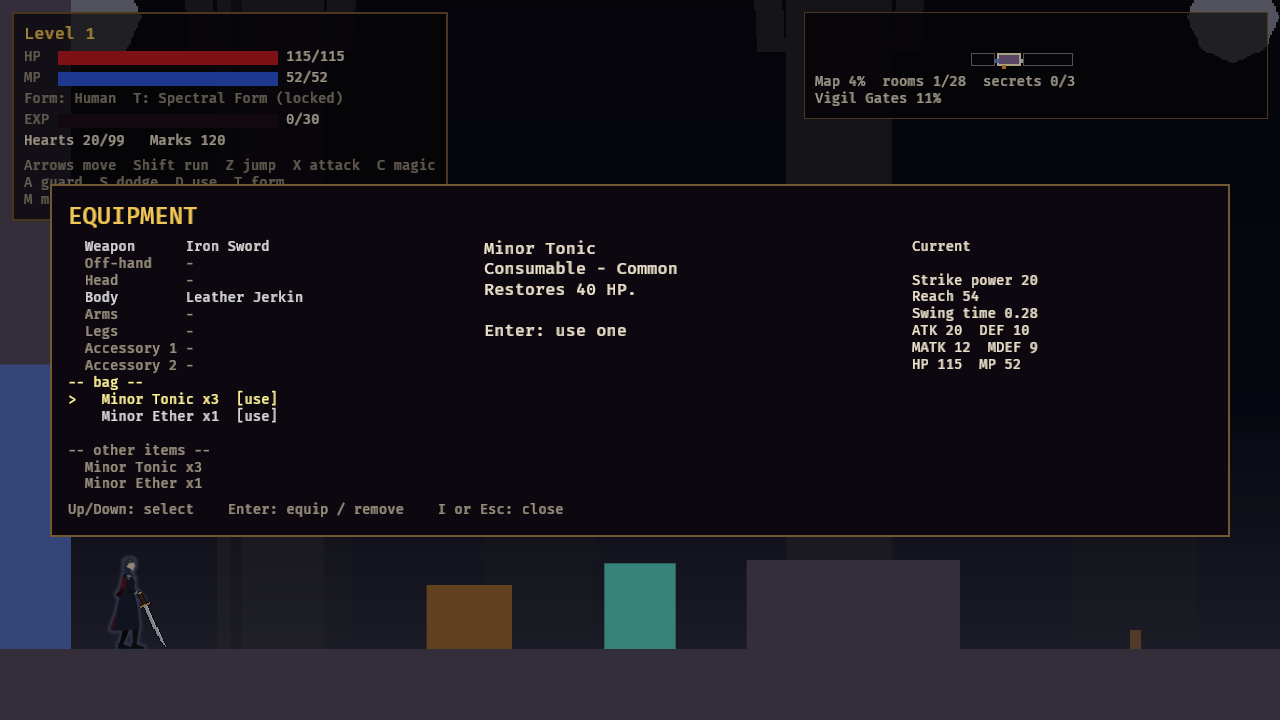 Level 1
HP 115/115
MP 52/52
Form: Human  T: Spectral Form (locked)
EXP 0/30
Hearts 20/99  Marks 120
Arrows move  Shift run  Z jump  X attack  C magic
A guard  S dodge  D use  T form
M m
Map 4%  rooms 1/28  secrets 0/3
Vigil Gates 11%
EQUIPMENT
Weapon Iron Sword
Off-hand -
Head -
Body Leather Jerkin
Arms -
Legs -
Accessory 1 -
Accessory 2 -
-- bag --
> Minor Tonic x3 [use]
Minor Ether x1 [use]
-- other items --
Minor Tonic x3
Minor Ether x1
Up/Down: select  Enter: equip / remove  I or Esc: close
Minor Tonic
Consumable - Common
Restores 40 HP.
Enter: use one
Current
Strike power 20
Reach 54
Swing time 0.28
ATK 20  DEF 10
MATK 12  MDEF 9
HP 115  MP 52